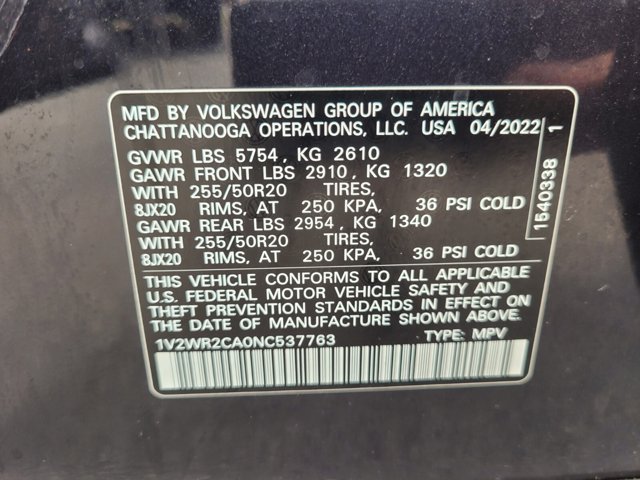 MFD BY VOLKSWAGEN GROUP OF AMERICA
CHATTANOOGA OPERATIONS, LLC. USA 04/2022
GVWR LBS 5754, KG 2610
GAWR FRONT LBS 2910, KG 1320
WITH 255/50R20 TIRES,
8JX20 RIMS, AT 250 KPA, 36 PSI COLD
GAWR REAR LBS 2954, KG 1340
WITH 255/50R20 TIRES,
8JX20 RIMS, AT 250 KPA, 36 PSI COLD
THIS VEHICLE CONFORMS TO ALL APPLICABLE
U.S. FEDERAL MOTOR VEHICLE SAFETY AND
THEFT PREVENTION STANDARDS IN EFFECT ON
THE DATE OF MANUFACTURE SHOWN ABOVE.
1V2WR2CA0NC537763 TYPE: MPV
1540338 1